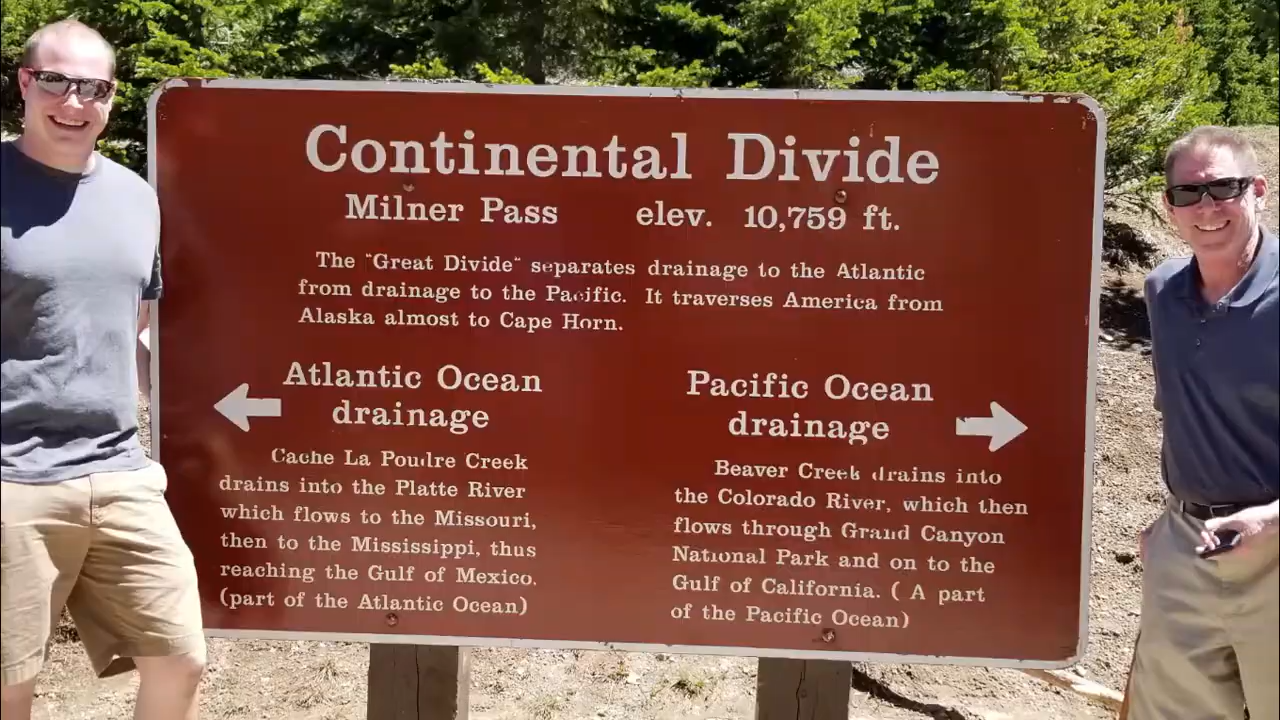 Continental Divide
Milner Pass elev. 10,759 ft.
The "Great Divide" separates drainage to the Atlantic
from drainage to the Pacific. It traverses America from
Alaska almost to Cape Horn.
Atlantic Ocean
drainage
Cache La Poudre Creek
drains into the Platte River
which flows to the Missouri,
then to the Mississippi, thus
reaching the Gulf of Mexico.
(part of the Atlantic Ocean)
Pacific Ocean
drainage
Beaver Creek drains into
the Colorado River, which then
flows through Grand Canyon
National Park and on to the
Gulf of California. ( A part
of the Pacific Ocean)